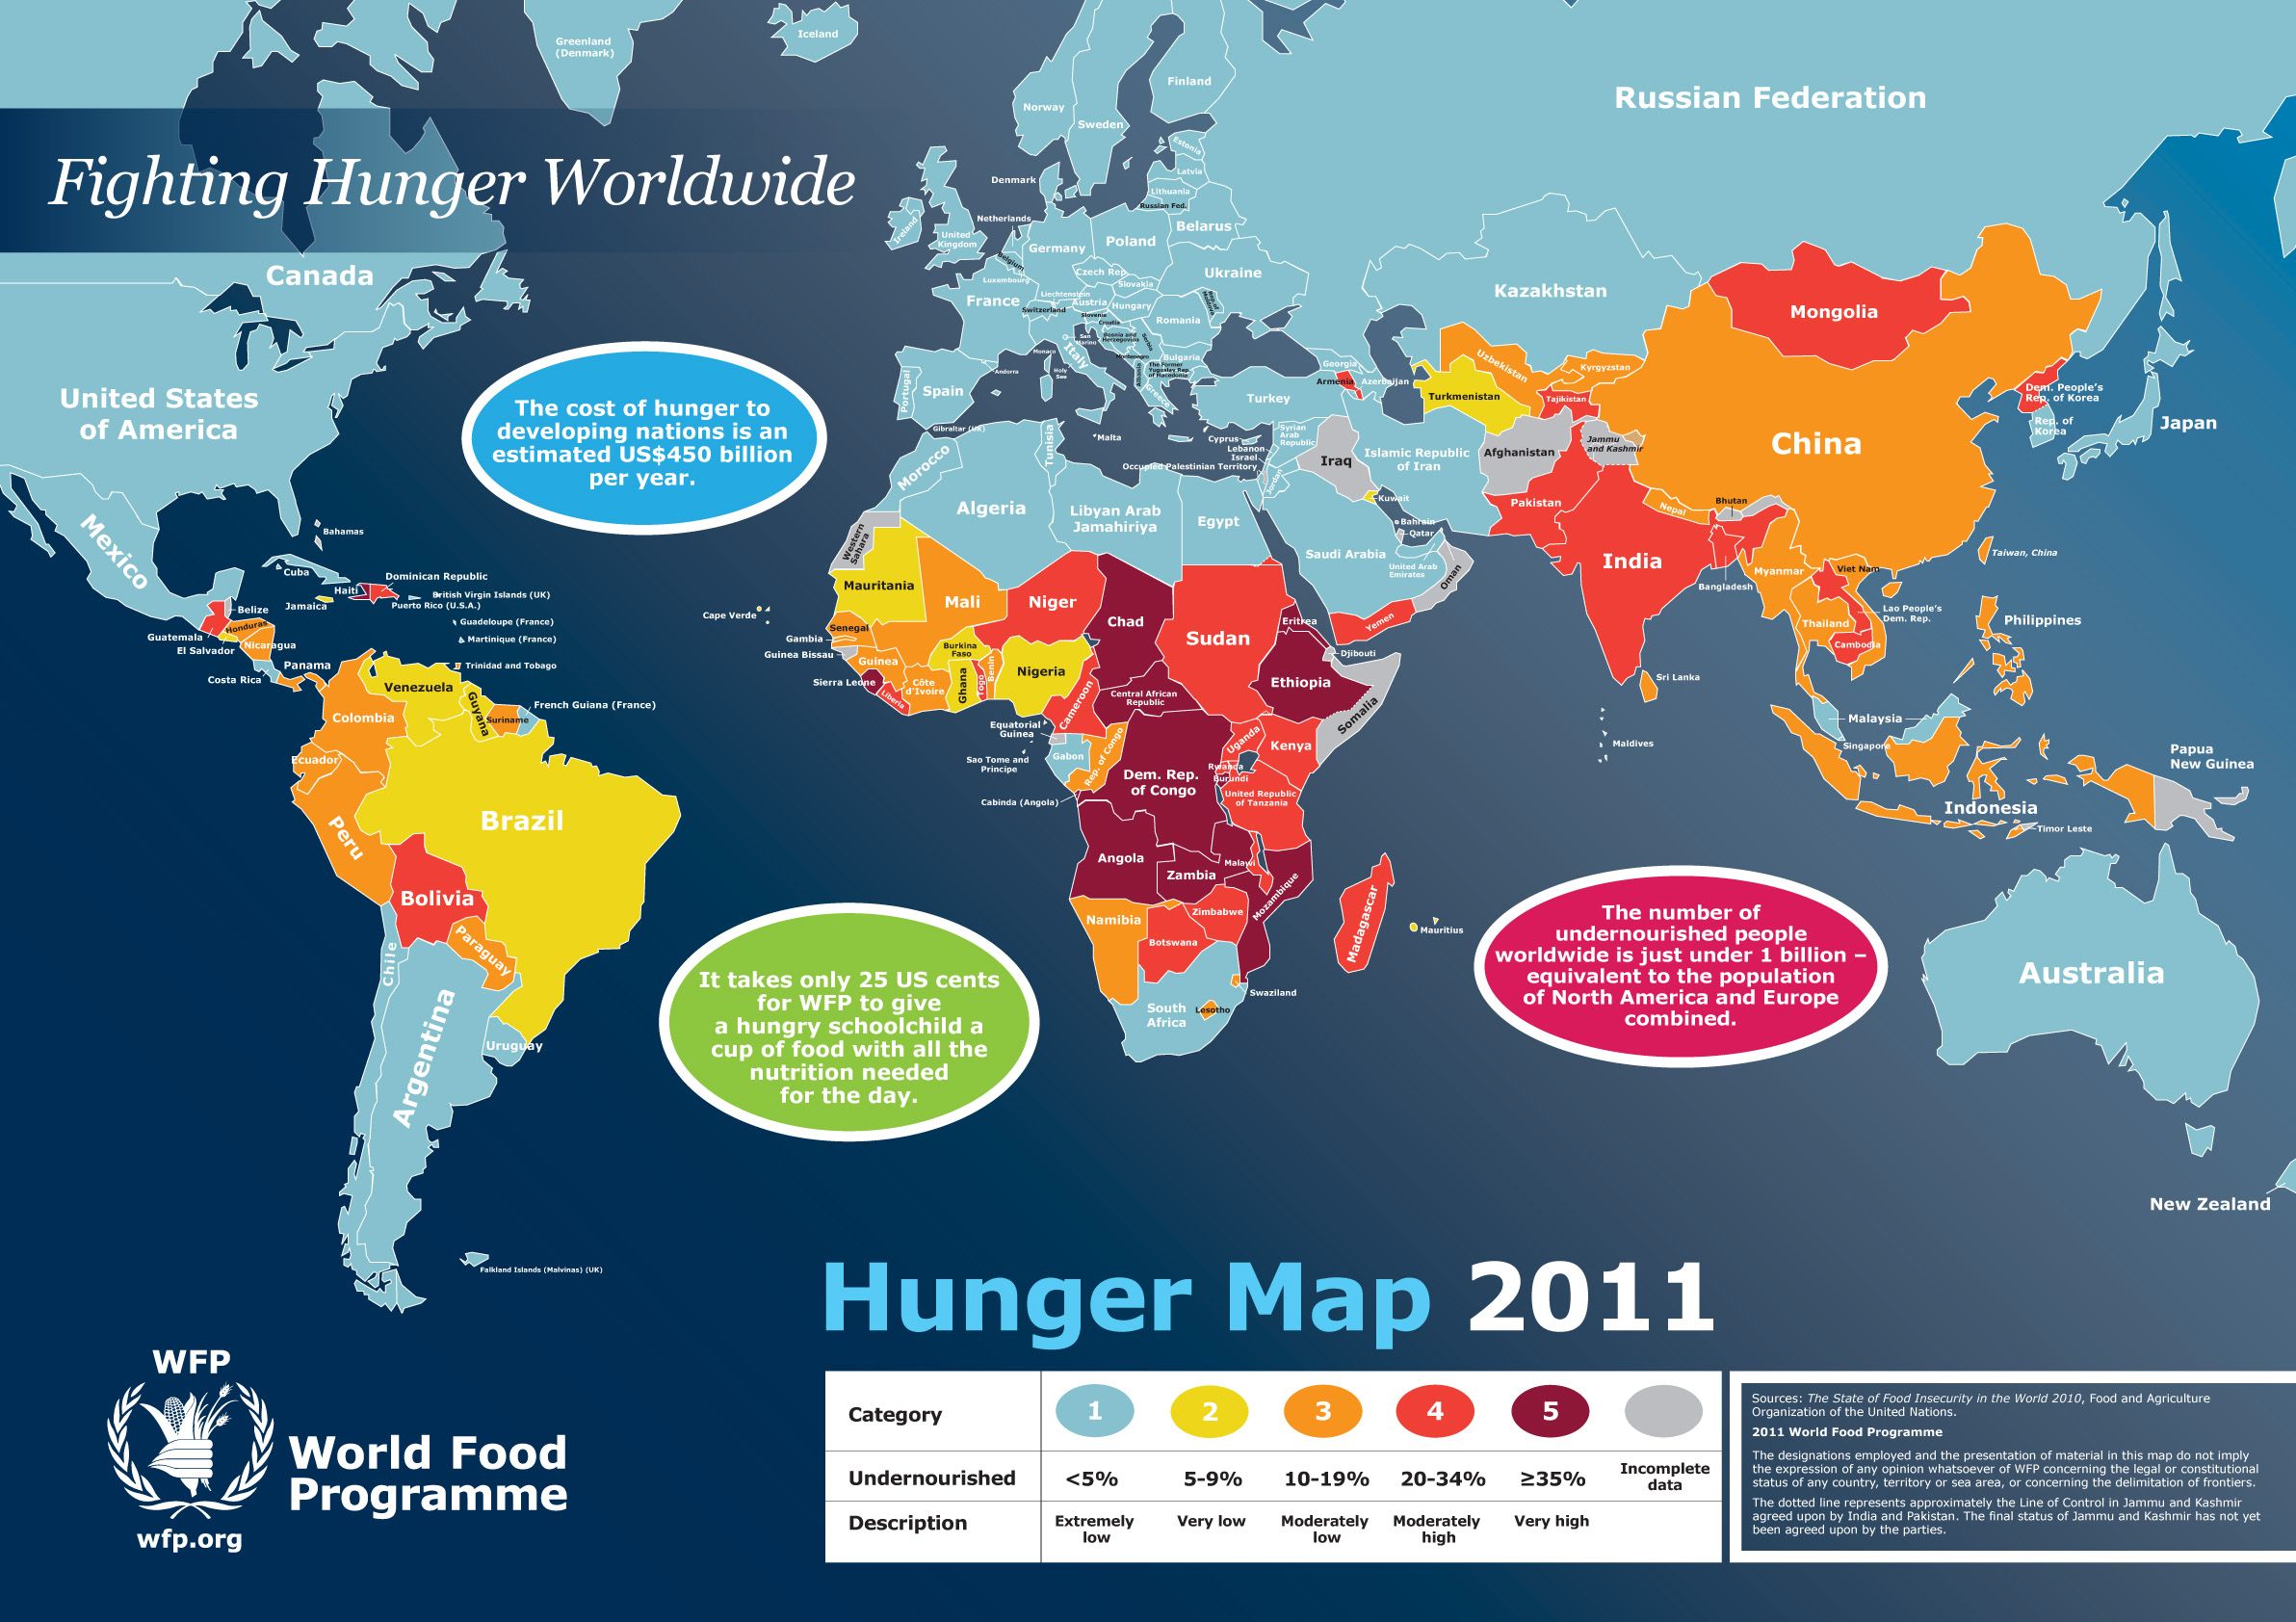 Fighting Hunger Worldwide
Greenland
(Denmark)
Iceland
Norway
Sweden
Finland
Russian Federation
Estonia
Latvia
Lithuania
Russian Fed.
Denmark
Netherlands
Ireland
United
Kingdom
Belgium
Luxembourg
Germany
Poland
Belarus
Ukraine
Czech Rep.
Slovakia
Liechtenstein
Austria
Hungary
Switzerland
France
Slovenia
Croatia
Romania
San
Marino
Bosnia and
Herzegovina
Serbia
Monaco
Italy
Montenegro
Bulgaria
The Former
Yugoslav Rep.
of Macedonia
Albania
Holy
See
Andorra
Portugal
Spain
Greece
Gibraltar (UK)
Malta
Turkey
Georgia
Armenia
Azerbaijan
Cyprus
Lebanon
Israel
Occupied Palestinian Territory
Syrian
Arab
Republic
Jordan
Iraq
Kuwait
Islamic Republic
of Iran
Bahrain
Qatar
Saudi Arabia
United Arab
Emirates
Oman
Yemen
Kazakhstan
Uzbekistan
Kyrgyzstan
Turkmenistan
Tajikistan
Afghanistan
Jammu
and Kashmir
Pakistan
Nepal
Bhutan
India
Bangladesh
Sri Lanka
Maldives
Mongolia
China
Dem. People’s
Rep. of Korea
Rep. of
Korea
Japan
Taiwan, China
Myanmar
Viet Nam
Lao People’s
Dem. Rep.
Thailand
Cambodia
Philippines
Malaysia
Singapore
Indonesia
Timor Leste
Papua
New Guinea
Australia
New Zealand
Canada
United States
of America
Mexico
Bahamas
Cuba
Haiti
Dominican Republic
British Virgin Islands (UK)
Jamaica
Puerto Rico (U.S.A.)
Belize
Guadeloupe (France)
Honduras
Guatemala
Martinique (France)
El Salvador
Nicaragua
Panama
Trinidad and Tobago
Costa Rica
Venezuela
Guyana
Suriname
French Guiana (France)
Colombia
Ecuador
Peru
Brazil
Bolivia
Paraguay
Chile
Argentina
Uruguay
Falkland Islands (Malvinas) (UK)
Morocco
Tunisia
Algeria
Libyan Arab
Jamahiriya
Egypt
Western
Sahara
Mauritania
Mali
Niger
Chad
Sudan
Eritrea
Djibouti
Ethiopia
Somalia
Cape Verde
Senegal
Gambia
Guinea Bissau
Guinea
Sierra Leone
Liberia
Côte
d’Ivoire
Burkina
Faso
Ghana
Togo
Benin
Nigeria
Cameroon
Central African
Republic
Equatorial
Guinea
Sao Tome and
Principe
Gabon
Rep. of Congo
Cabinda (Angola)
Dem. Rep.
of Congo
Uganda
Kenya
Rwanda
Burundi
United Republic
of Tanzania
Angola
Zambia
Malawi
Mozambique
Zimbabwe
Namibia
Botswana
Madagascar
Mauritius
Swaziland
Lesotho
South
Africa
The cost of hunger to
developing nations is an
estimated US$450 billion
per year.
It takes only 25 US cents
for WFP to give
a hungry schoolchild a
cup of food with all the
nutrition needed
for the day.
The number of
undernourished people
worldwide is just under 1 billion –
equivalent to the population
of North America and Europe
combined.
Hunger Map 2011
WFP
World Food
Programme
wfp.org
Category 1 2 3 4 5
Undernourished <5% 5-9% 10-19% 20-34% ≥35% Incomplete
data
Description Extremely Very low Moderately Moderately Very high
low low high
Sources: The State of Food Insecurity in the World 2010, Food and Agriculture
Organization of the United Nations.
2011 World Food Programme
The designations employed and the presentation of material in this map do not imply
the expression of any opinion whatsoever of WFP concerning the legal or constitutional
status of any country, territory or sea area, or concerning the delimitation of frontiers.
The dotted line represents approximately the Line of Control in Jammu and Kashmir
agreed upon by India and Pakistan. The final status of Jammu and Kashmir has not yet
been agreed upon by the parties.